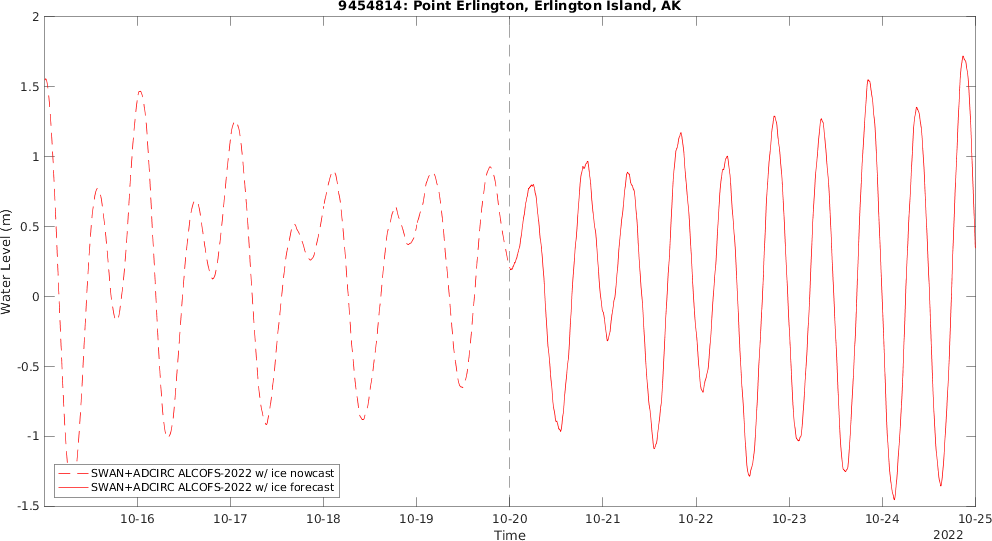 9454814: Point Erlington, Erlington Island, AK
2
1.5
1
0.5
0
-0.5
-1
-1.5
Water Level (m)
SWAN+ADCIRC ALCOFS-2022 w/ ice nowcast
SWAN+ADCIRC ALCOFS-2022 w/ ice forecast
10-16 10-17 10-18 10-19 10-20 10-21 10-22 10-23 10-24 10-25
Time
2022